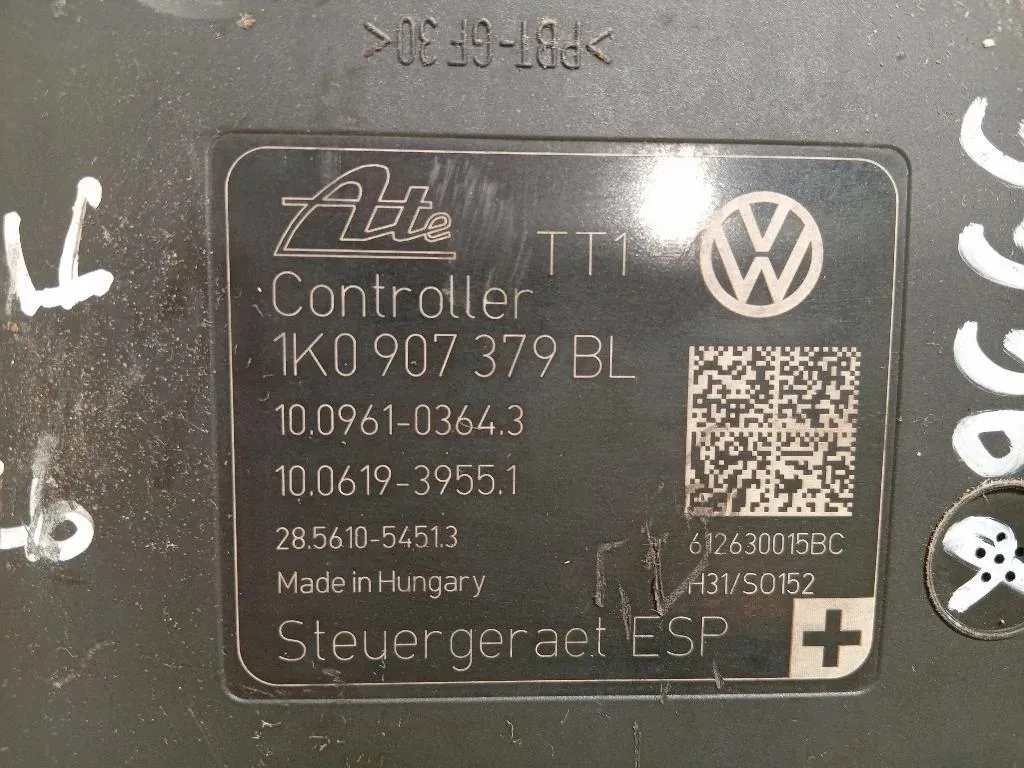 >PBT-GF30<
Ate
TT1
Controller
1K0 907 379 BL
10.0961-0364.3
10.0619-3955.1
28.5610-5451.3
612630015BC
Made in Hungary
H31/S0152
Steuergeraet ESP